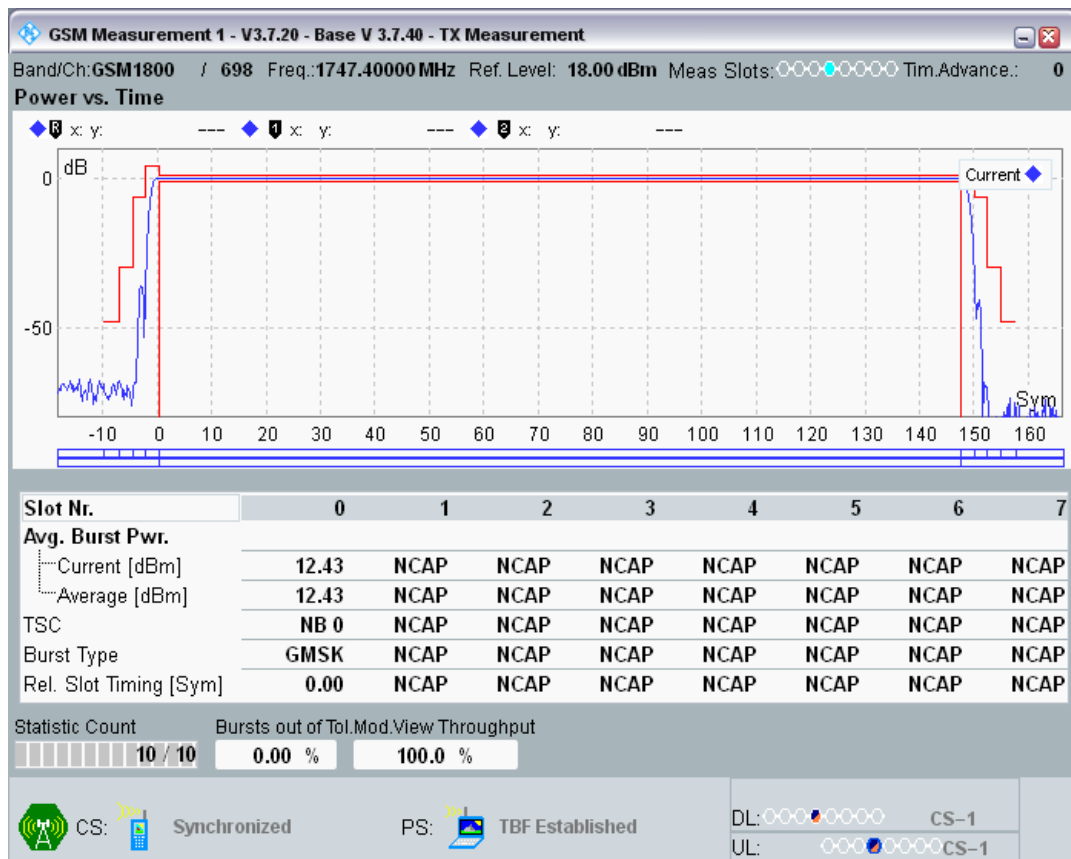 GSM Measurement 1 - V3.7.20 - Base V 3.7.40 - TX Measurement
Band/Ch:GSM1800 / 698 Freq.:1747.40000 MHz Ref. Level: 18.00 dBm Meas Slots: Tim.Advance.: 0
Power vs. Time
R x: y: --- 1 x: y: --- 2 x: y: ---
dB
Current
0
-50
Sym
-10 0 10 20 30 40 50 60 70 80 90 100 110 120 130 140 150 160
Slot Nr. 0 1 2 3 4 5 6 7
Avg. Burst Pwr.
Current [dBm] 12.43 NCAP NCAP NCAP NCAP NCAP NCAP NCAP
Average [dBm] 12.43 NCAP NCAP NCAP NCAP NCAP NCAP NCAP
TSC NB 0 NCAP NCAP NCAP NCAP NCAP NCAP NCAP
Burst Type GMSK NCAP NCAP NCAP NCAP NCAP NCAP NCAP
Rel. Slot Timing [Sym] 0.00 NCAP NCAP NCAP NCAP NCAP NCAP NCAP
Statistic Count Bursts out of Tol. Mod.View Throughput
10 / 10 0.00 % 100.0 %
CS: Synchronized PS: TBF Established
DL: CS–1
UL: CS–1